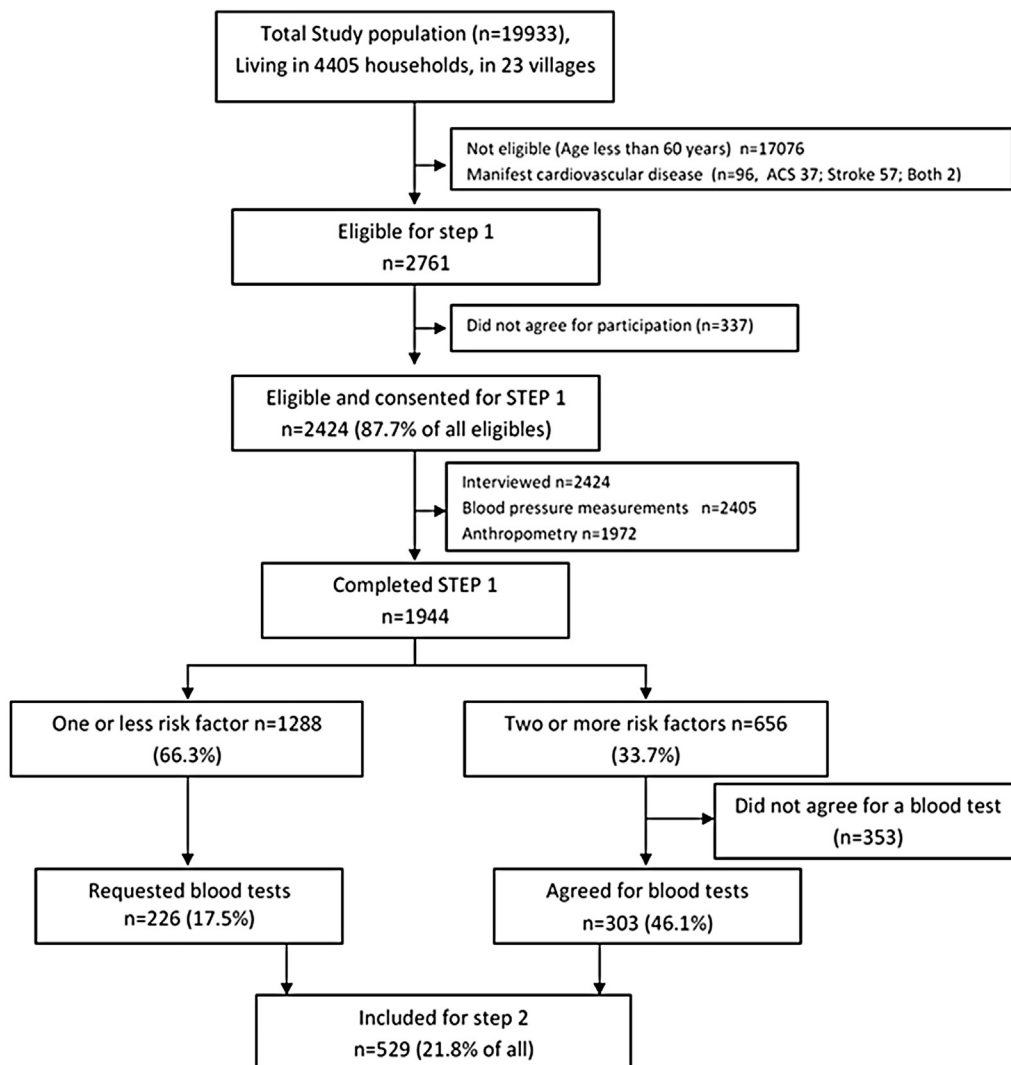 Total Study population (n=19933),
Living in 4405 households, in 23 villages
Not eligible (Age less than 60 years) n=17076
Manifest cardiovascular disease (n=96, ACS 37; Stroke 57; Both 2)
Eligible for step 1
n=2761
Did not agree for participation (n=337)
Eligible and consented for STEP 1
n=2424 (87.7% of all eligibles)
Interviewed n=2424
Blood pressure measurements n=2405
Anthropometry n=1972
Completed STEP 1
n=1944
One or less risk factor n=1288
(66.3%)
Two or more risk factors n=656
(33.7%)
Did not agree for a blood test
(n=353)
Requested blood tests
n=226 (17.5%)
Agreed for blood tests
n=303 (46.1%)
Included for step 2
n=529 (21.8% of all)